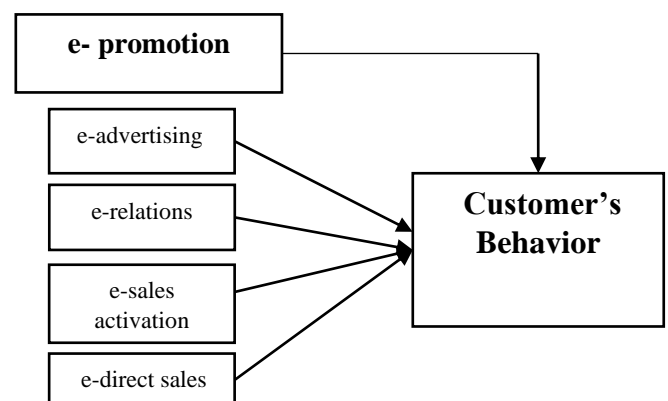 e- promotion
e-advertising
e-relations
e-sales
activation
e-direct sales
Customer's
Behavior